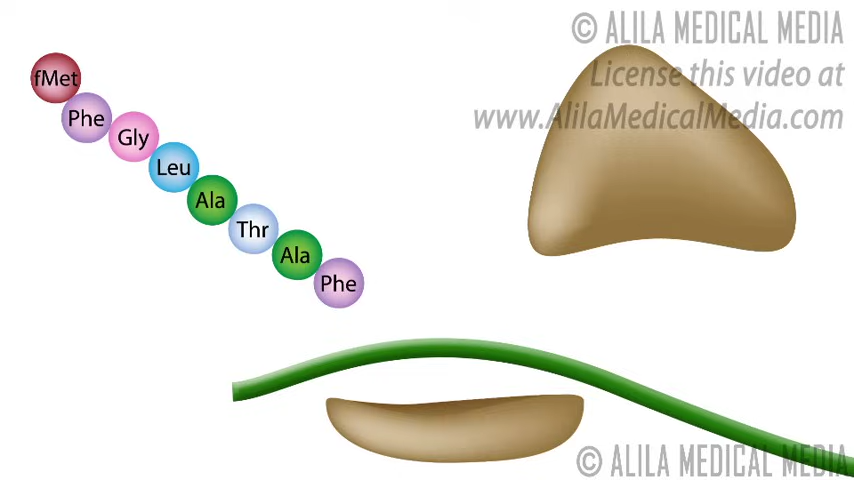 © ALILA MEDICAL MEDIA
License this video at
www.AlilaMedicalMedia.com
fMet
Phe
Gly
Leu
Ala
Thr
Ala
Phe
© ALILA MEDICAL MEDIA